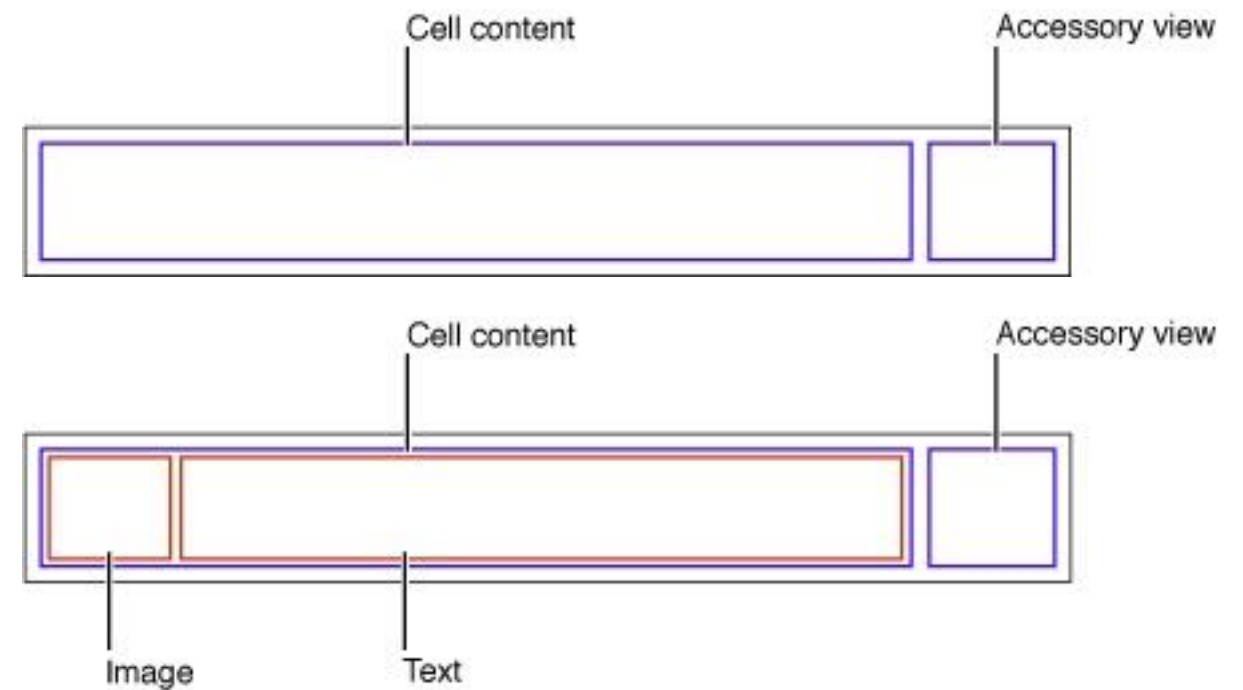 Cell content
Accessory view
Cell content
Accessory view
Image
Text